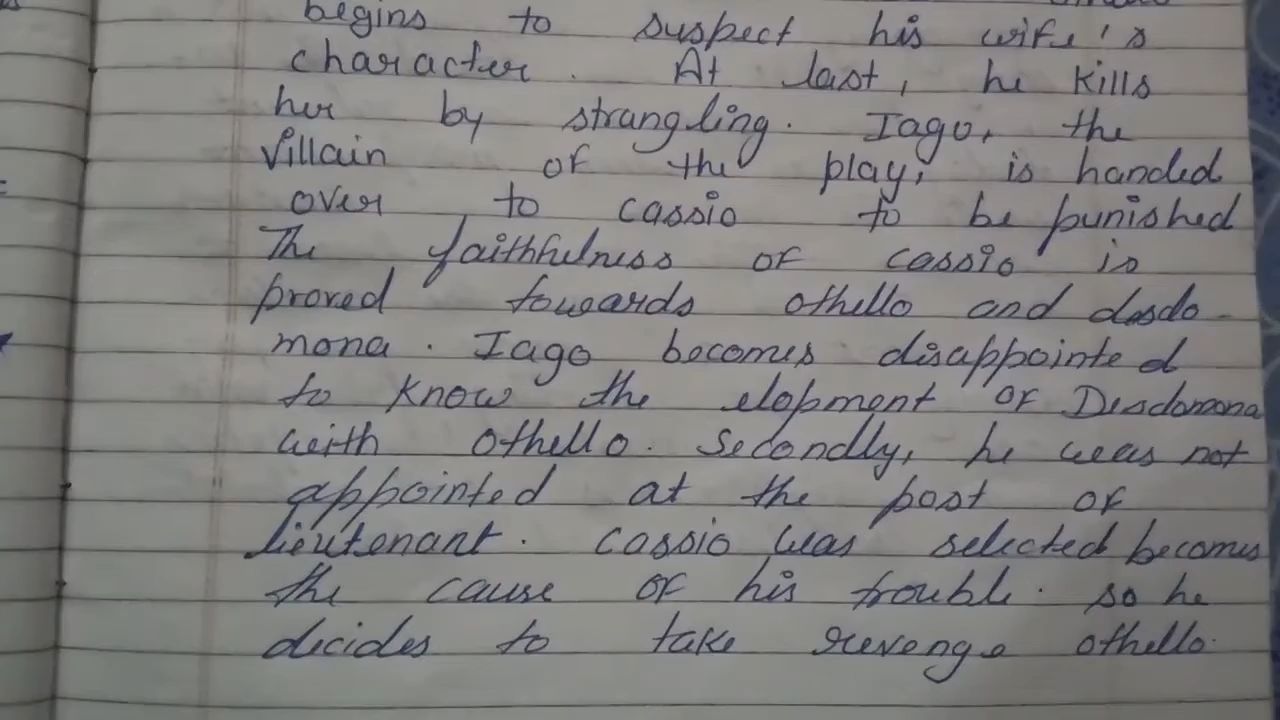 begins to suspect his wife's
character. At last, he kills
her by strangling. Iago, the
villain of the play, is handed
over to cassio to be punished
The faithfulness of cassio is
proved towards othello and desdo-
mona. Iago becomes disappointed
to know the elopment of Desdomona
with othello. Secondly, he was not
appointed at the post of
lieutenant. Cassio was selected becomes
the cause of his trouble. so he
decides to take revenge othello.